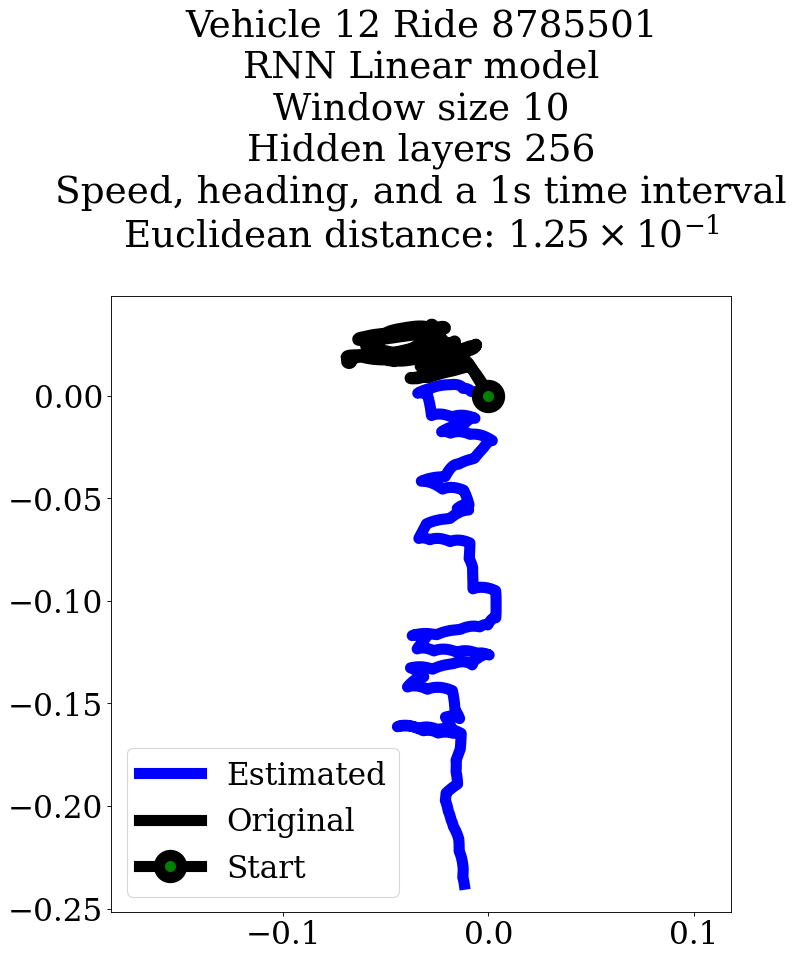 Vehicle 12 Ride 8785501
RNN Linear model
Window size 10
Hidden layers 256
Speed, heading, and a 1s time interval
Euclidean distance: 1.25 × 10⁻¹
0.00
−0.05
−0.10
−0.15
−0.20
−0.25
Estimated
Original
Start
−0.1
0.0
0.1